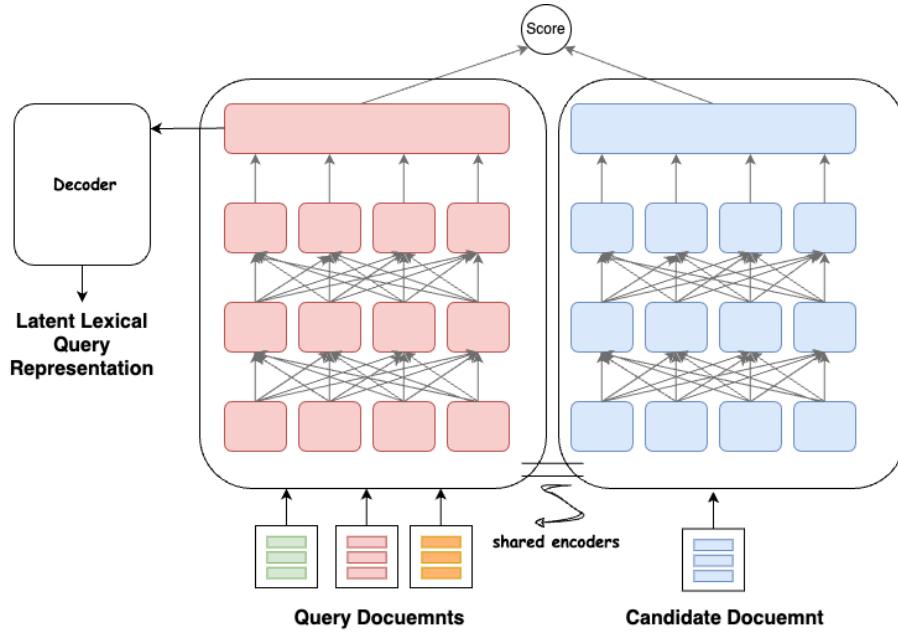 Score
Decoder
Latent Lexical
Query
Representation
shared encoders
Query Docuemnts
Candidate Docuemnt